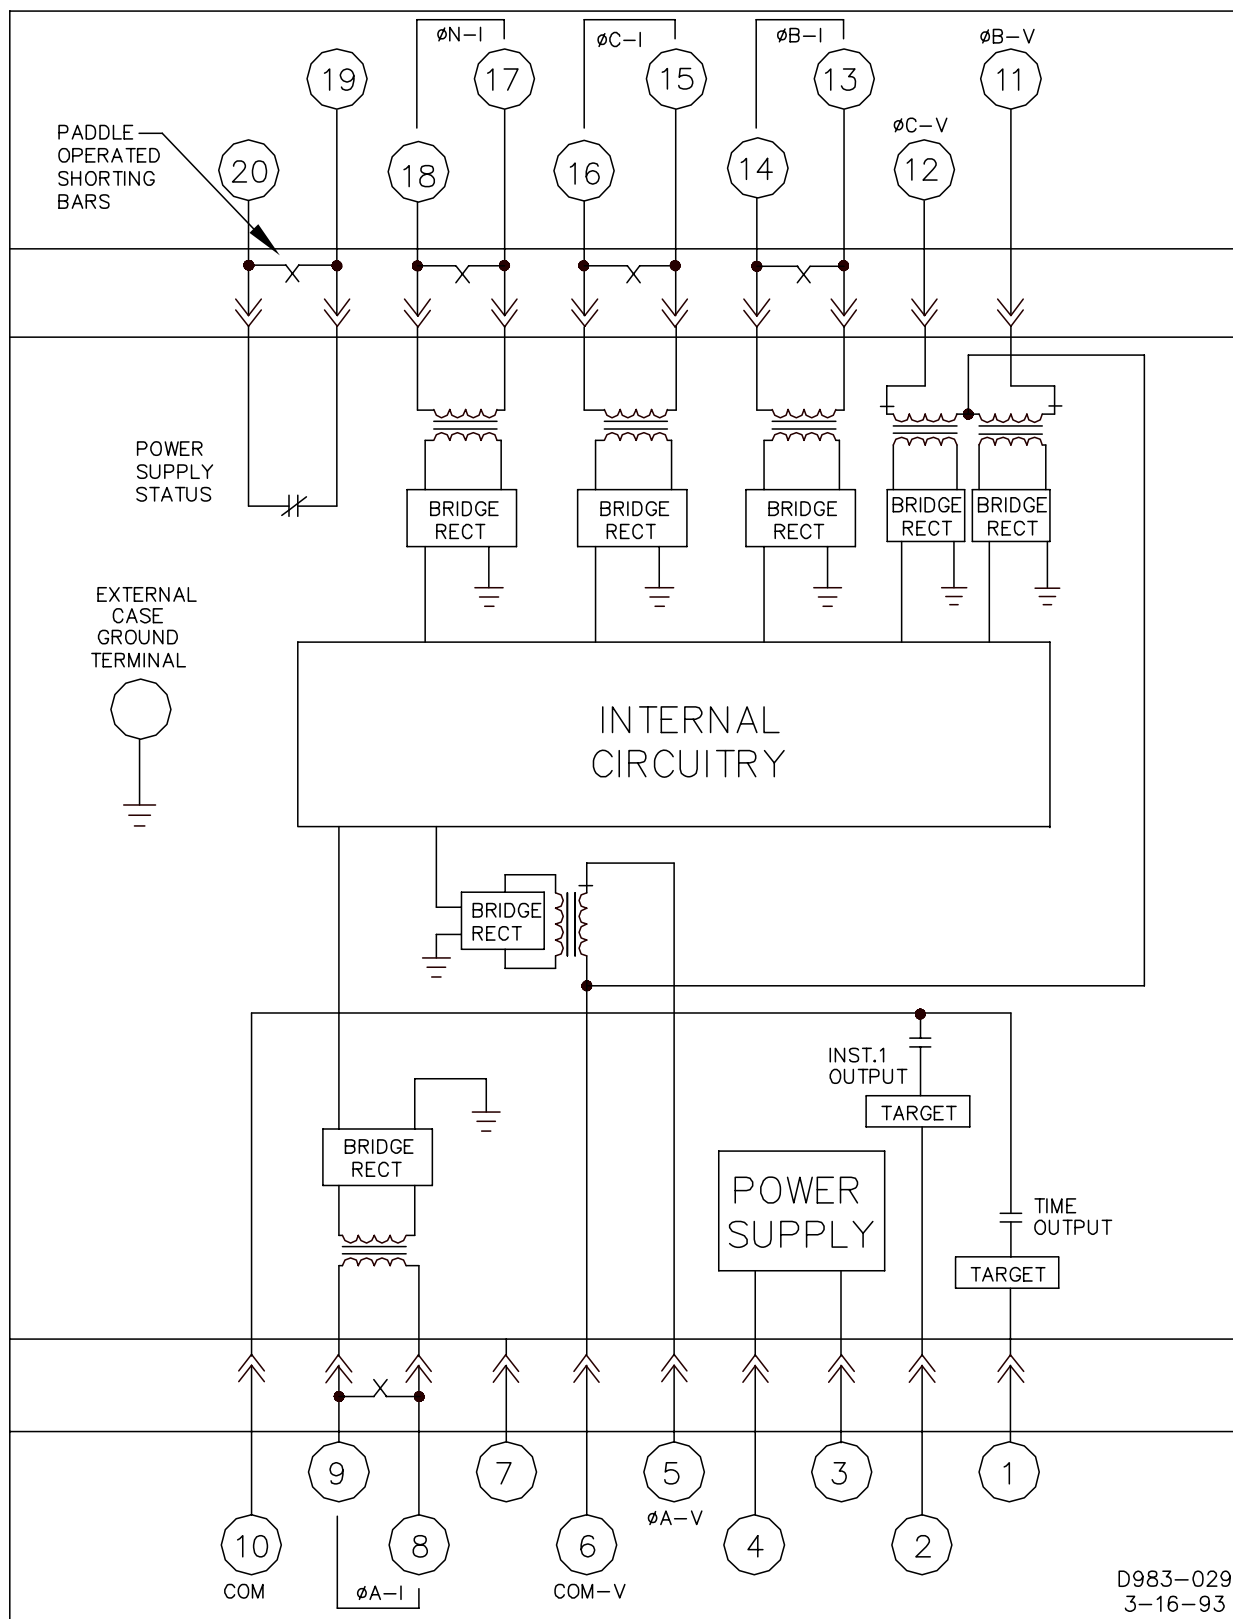 øN-I
øC-I
øB-I
øB-V
19
17
15
13
11
PADDLE
OPERATED
SHORTING
BARS
øC-V
20
18
16
14
12
POWER
SUPPLY
STATUS
BRIDGE
RECT
BRIDGE
RECT
BRIDGE
RECT
BRIDGE
RECT
BRIDGE
RECT
EXTERNAL
CASE
GROUND
TERMINAL
INTERNAL
CIRCUITRY
BRIDGE
RECT
INST.1
OUTPUT
TARGET
BRIDGE
RECT
POWER
SUPPLY
TIME
OUTPUT
TARGET
9
7
5
3
1
øA-V
10
8
6
4
2
COM
øA-I
COM-V
D983-029
3-16-93